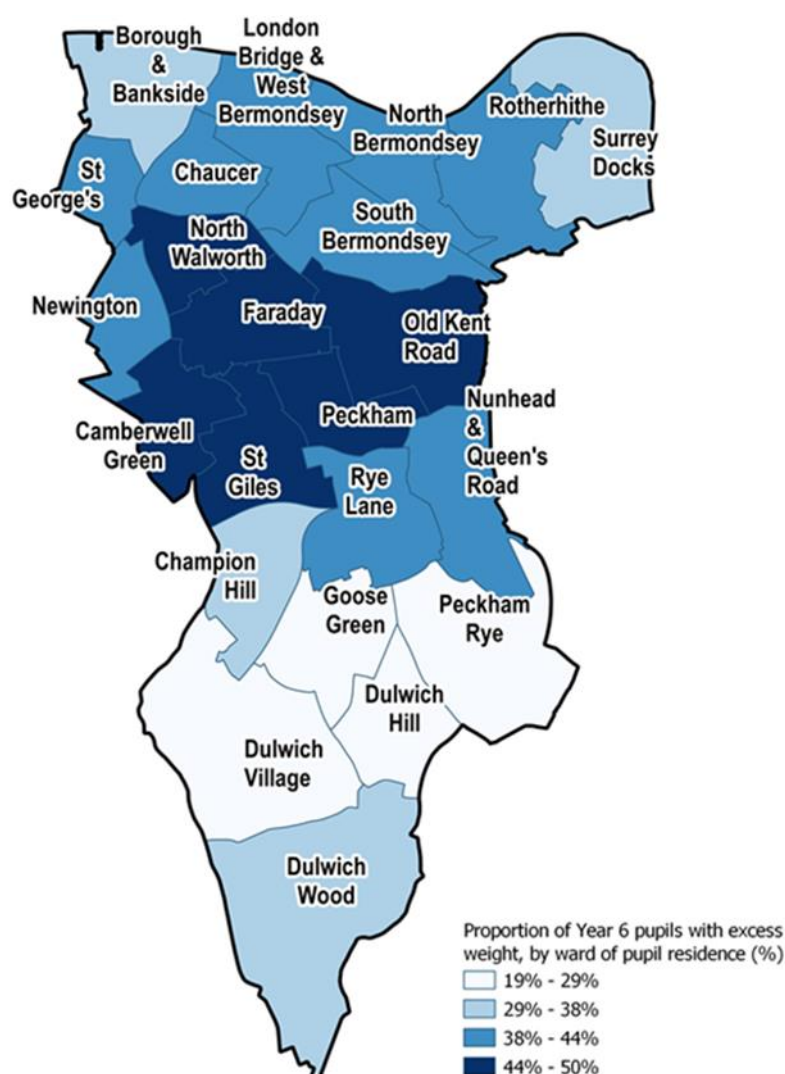 Borough
&
Bankside
London
Bridge &
West
Bermondsey
North
Bermondsey
Rotherhithe
Surrey
Docks
St
George's
Chaucer
South
Bermondsey
North
Walworth
Newington
Faraday
Old Kent
Road
Camberwell
Green
St
Giles
Peckham
Nunhead
&
Queen's
Road
Rye
Lane
Champion
Hill
Goose
Green
Peckham
Rye
Dulwich
Hill
Dulwich
Village
Dulwich
Wood
Proportion of Year 6 pupils with excess
weight, by ward of pupil residence (%)
19% - 29%
29% - 38%
38% - 44%
44% - 50%